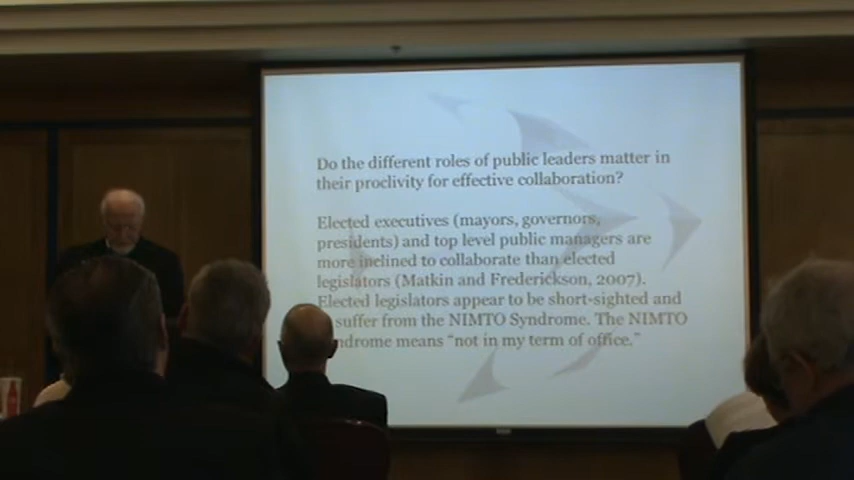 Do the different roles of public leaders matter in
their proclivity for effective collaboration?
Elected executives (mayors, governors,
presidents) and top level public managers are
more inclined to collaborate than elected
legislators (Matkin and Frederickson, 2007).
Elected legislators appear to be short-sighted and
suffer from the NIMTO Syndrome. The NIMTO
ndrome means "not in my term of office."